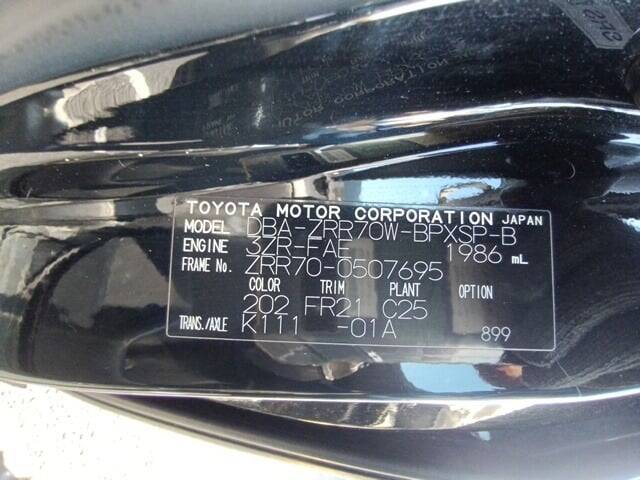 TOYOTA MOTOR CORPORATION JAPAN
MODEL DBA-ZRR70W-BPXSP-B
ENGINE 3ZR-FAE 1986 mL
FRAME NO. ZRR70-0507695
COLOR TRIM PLANT OPTION
202 FR21 C25
TRANS./AXLE K111 -01A 899